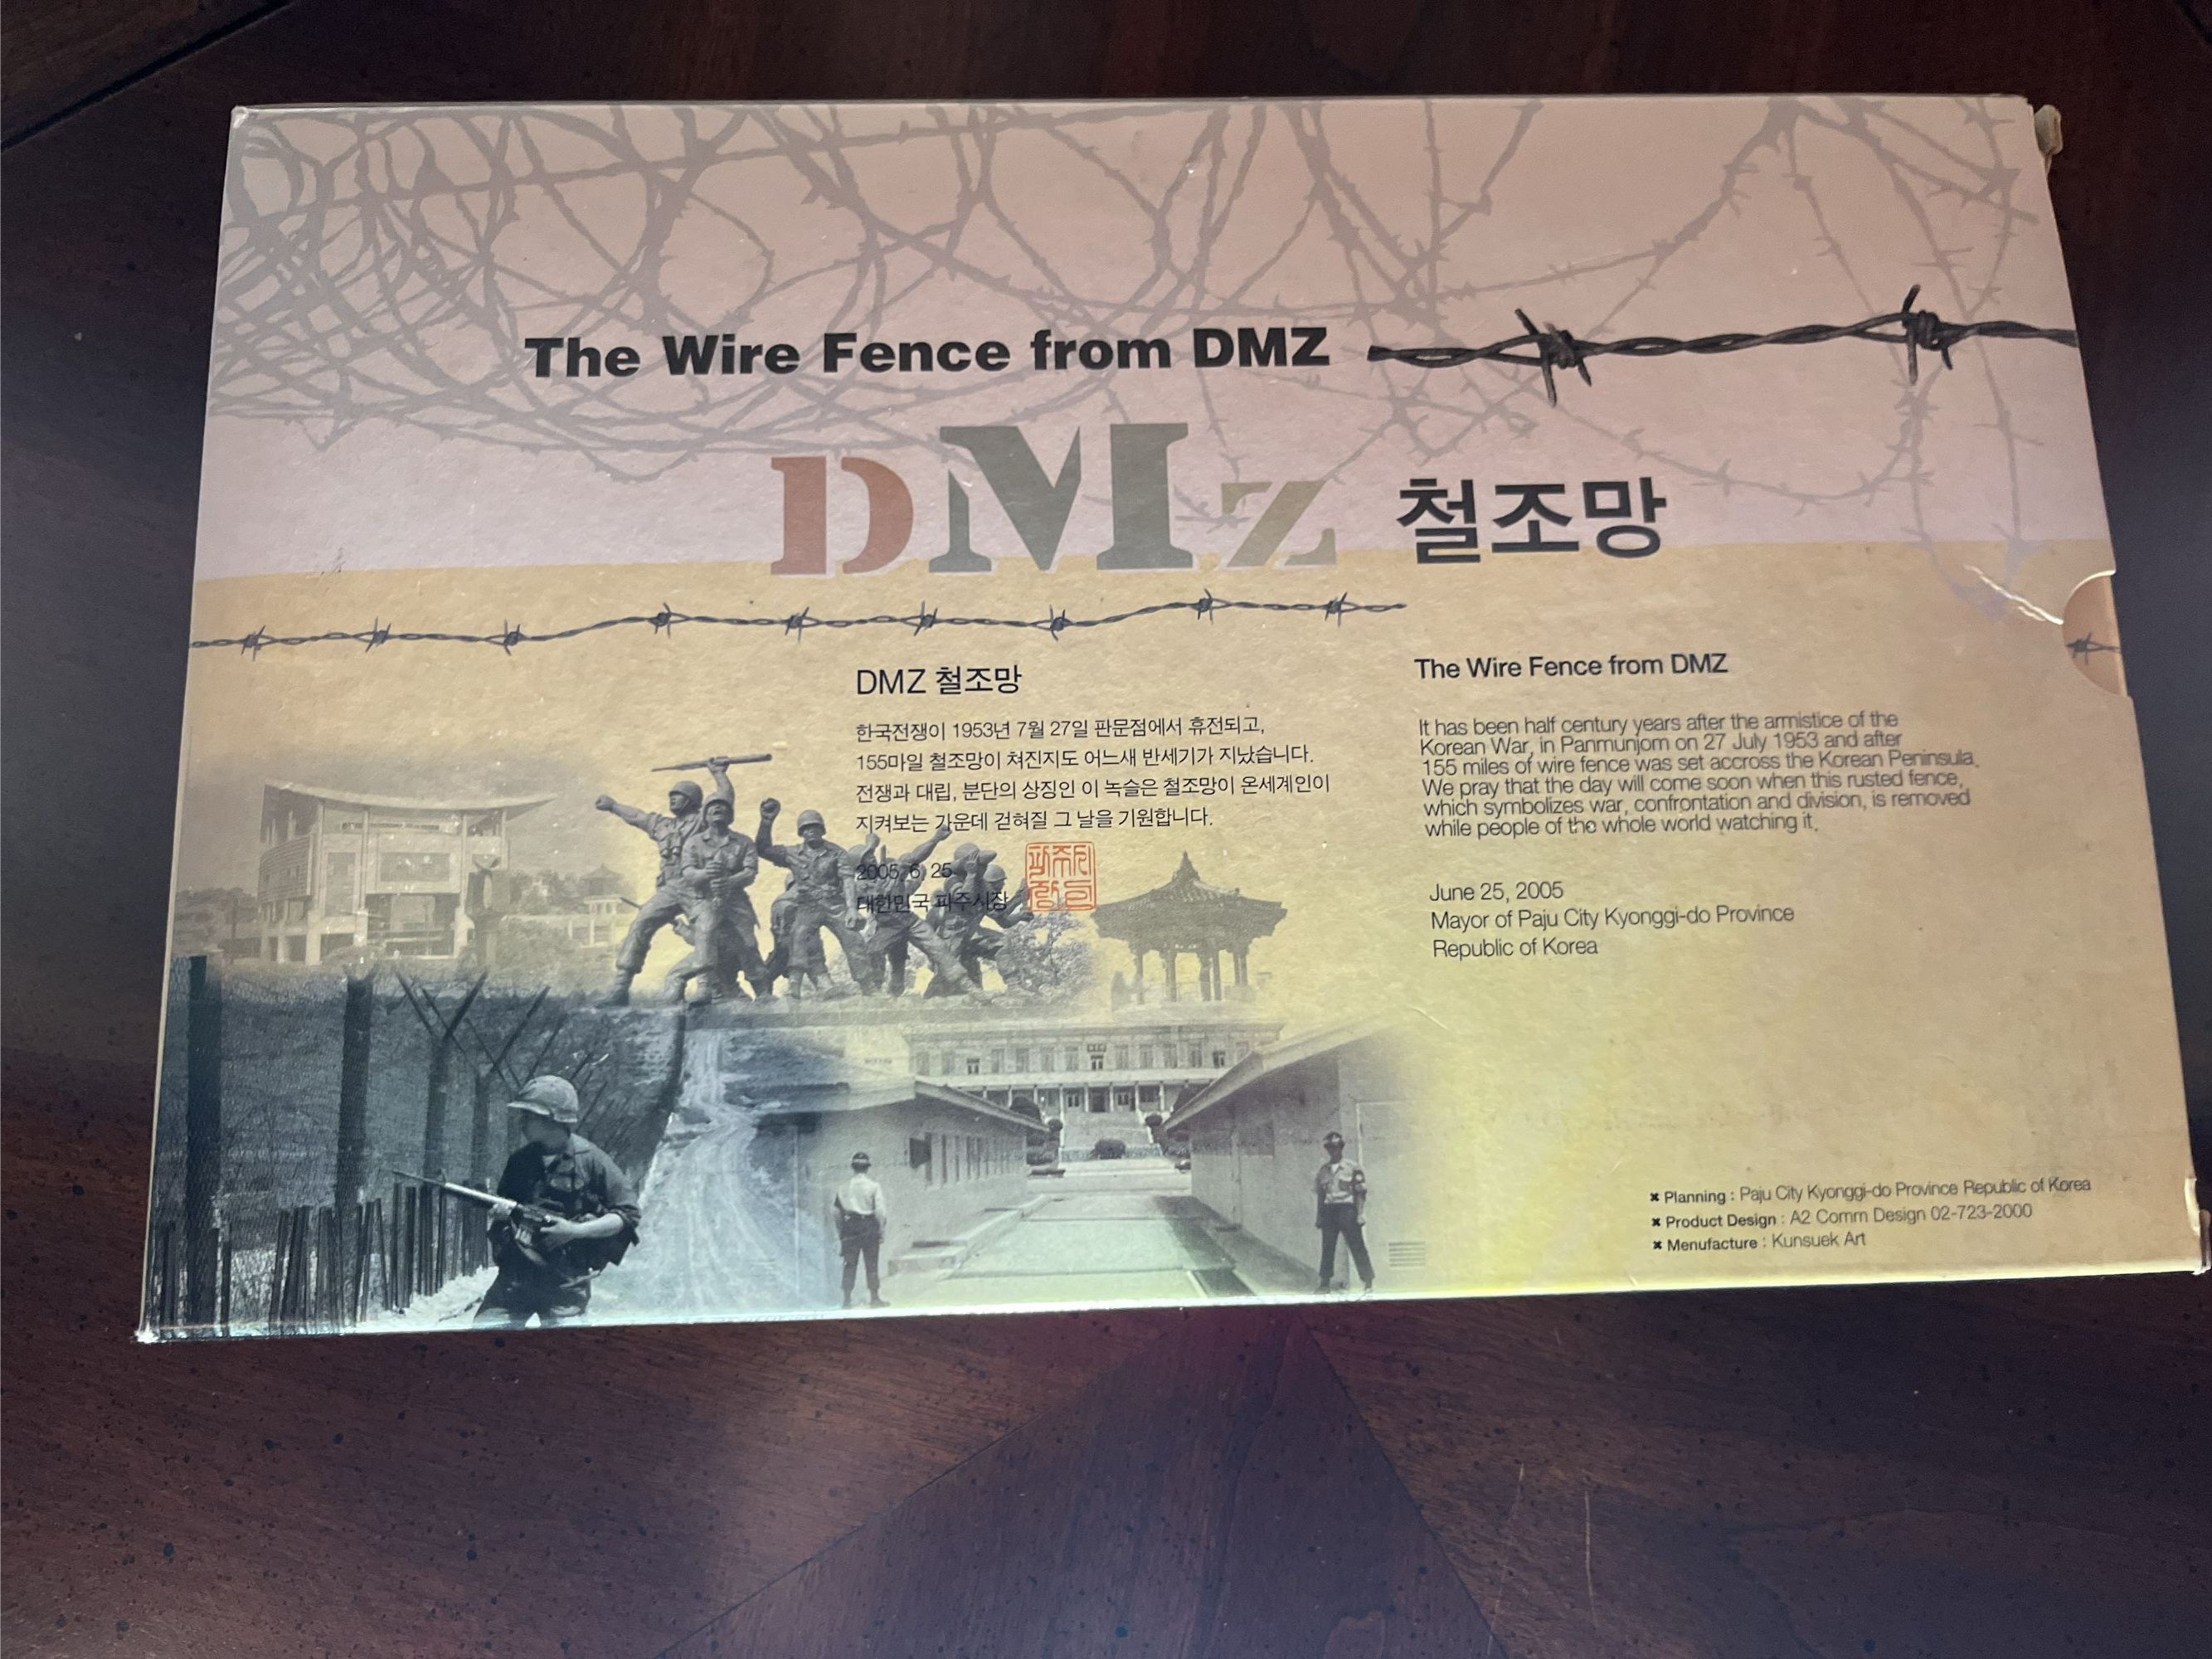 The Wire Fence from DMZ
DMZ 철조망
DMZ 철조망
한국전쟁이 1953년 7월 27일 판문점에서 휴전되고,
155마일 철조망이 쳐진지도 어느새 반세기가 지났습니다.
전쟁과 대립, 분단의 상징인 이 녹슬은 철조망이 온세계인이
지켜보는 가운데 걷혀질 그 날을 기원합니다.
2005. 6. 25
대한민국 파주시장
The Wire Fence from DMZ
It has been half century years after the armistice of the
Korean War, in Panmunjom on 27 July 1953 and after
155 miles of wire fence was set accross the Korean Peninsula.
We pray that the day will come soon when this rusted fence,
which symbolizes war, confrontation and division, is removed
while people of the whole world watching it.
June 25, 2005
Mayor of Paju City Kyonggi-do Province
Republic of Korea
✖ Planning : Paju City Kyonggi-do Province Republic of Korea
✖ Product Design : A2 Comm Design 02-723-2000
✖ Menufacture : Kunsuek Art